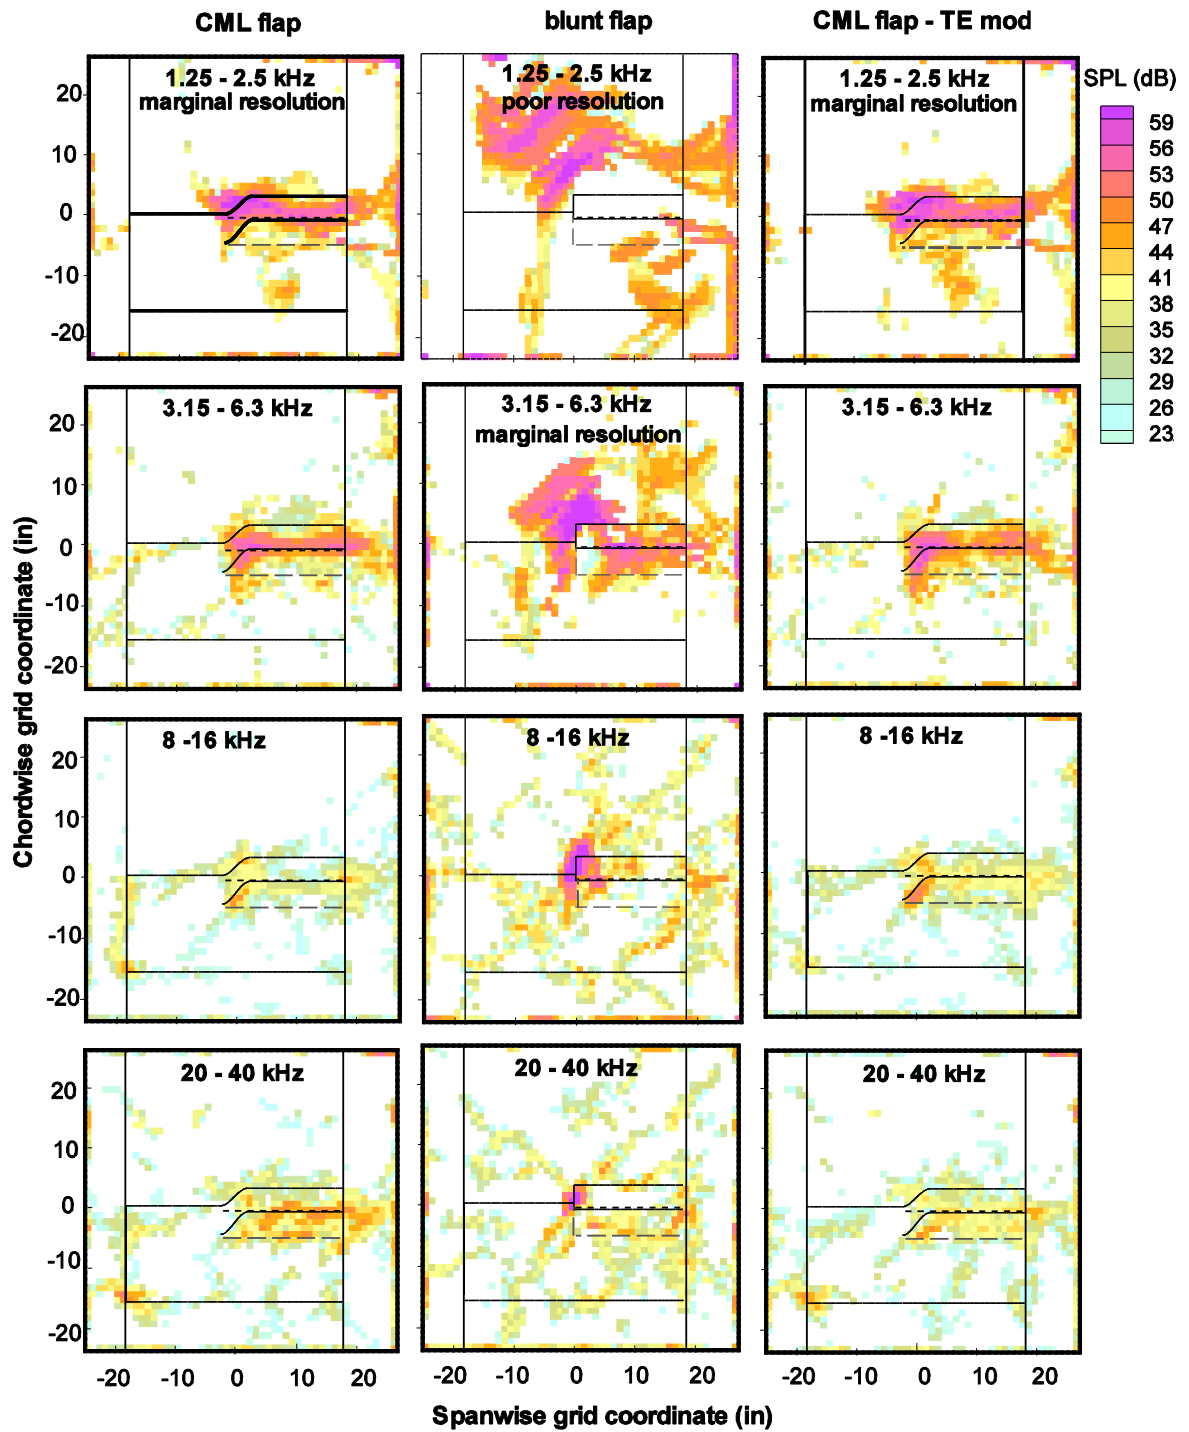 CML flap
blunt flap
CML flap - TE mod
1.25 - 2.5 kHz
marginal resolution
1.25 - 2.5 kHz
poor resolution
1.25 - 2.5 kHz
marginal resolution
SPL (dB)
59
56
53
50
47
44
41
38
35
32
29
26
23
20
10
0
-10
-20
3.15 - 6.3 kHz
3.15 - 6.3 kHz
marginal resolution
3.15 - 6.3 kHz
20
10
0
-10
-20
Chordwise grid coordinate (in)
8 -16 kHz
8 -16 kHz
8 -16 kHz
20
10
0
-10
-20
20 - 40 kHz
20 - 40 kHz
20 - 40 kHz
20
10
0
-10
-20
-20 -10 0 10 20
-20 -10 0 10 20
-20 -10 0 10 20
Spanwise grid coordinate (in)